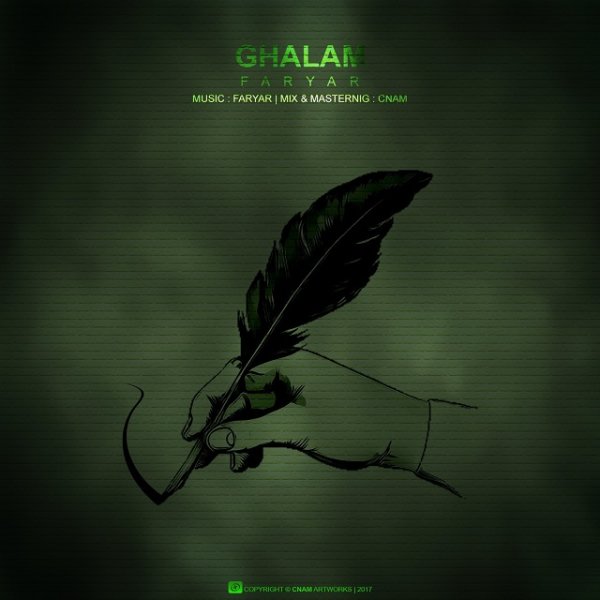 GHALAM
FARYAR
MUSIC : FARYAR | MIX & MASTERNIG : CNAM
COPYRIGHT © CNAM ARTWORKS | 2017